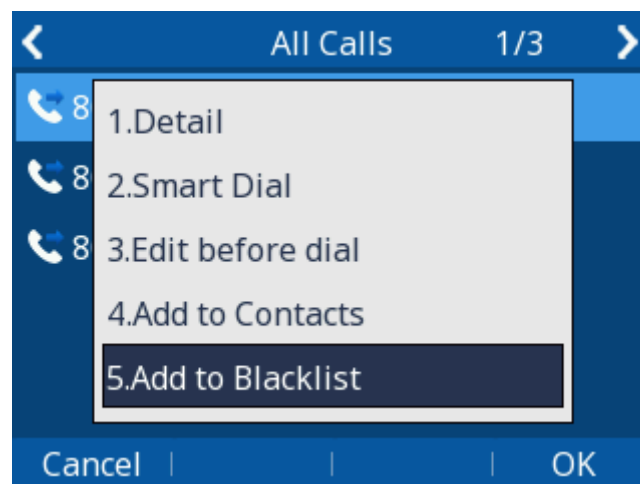 All Calls 1/3
8
1.Detail
8
2.Smart Dial
8
3.Edit before dial
4.Add to Contacts
5.Add to Blacklist
Cancel OK